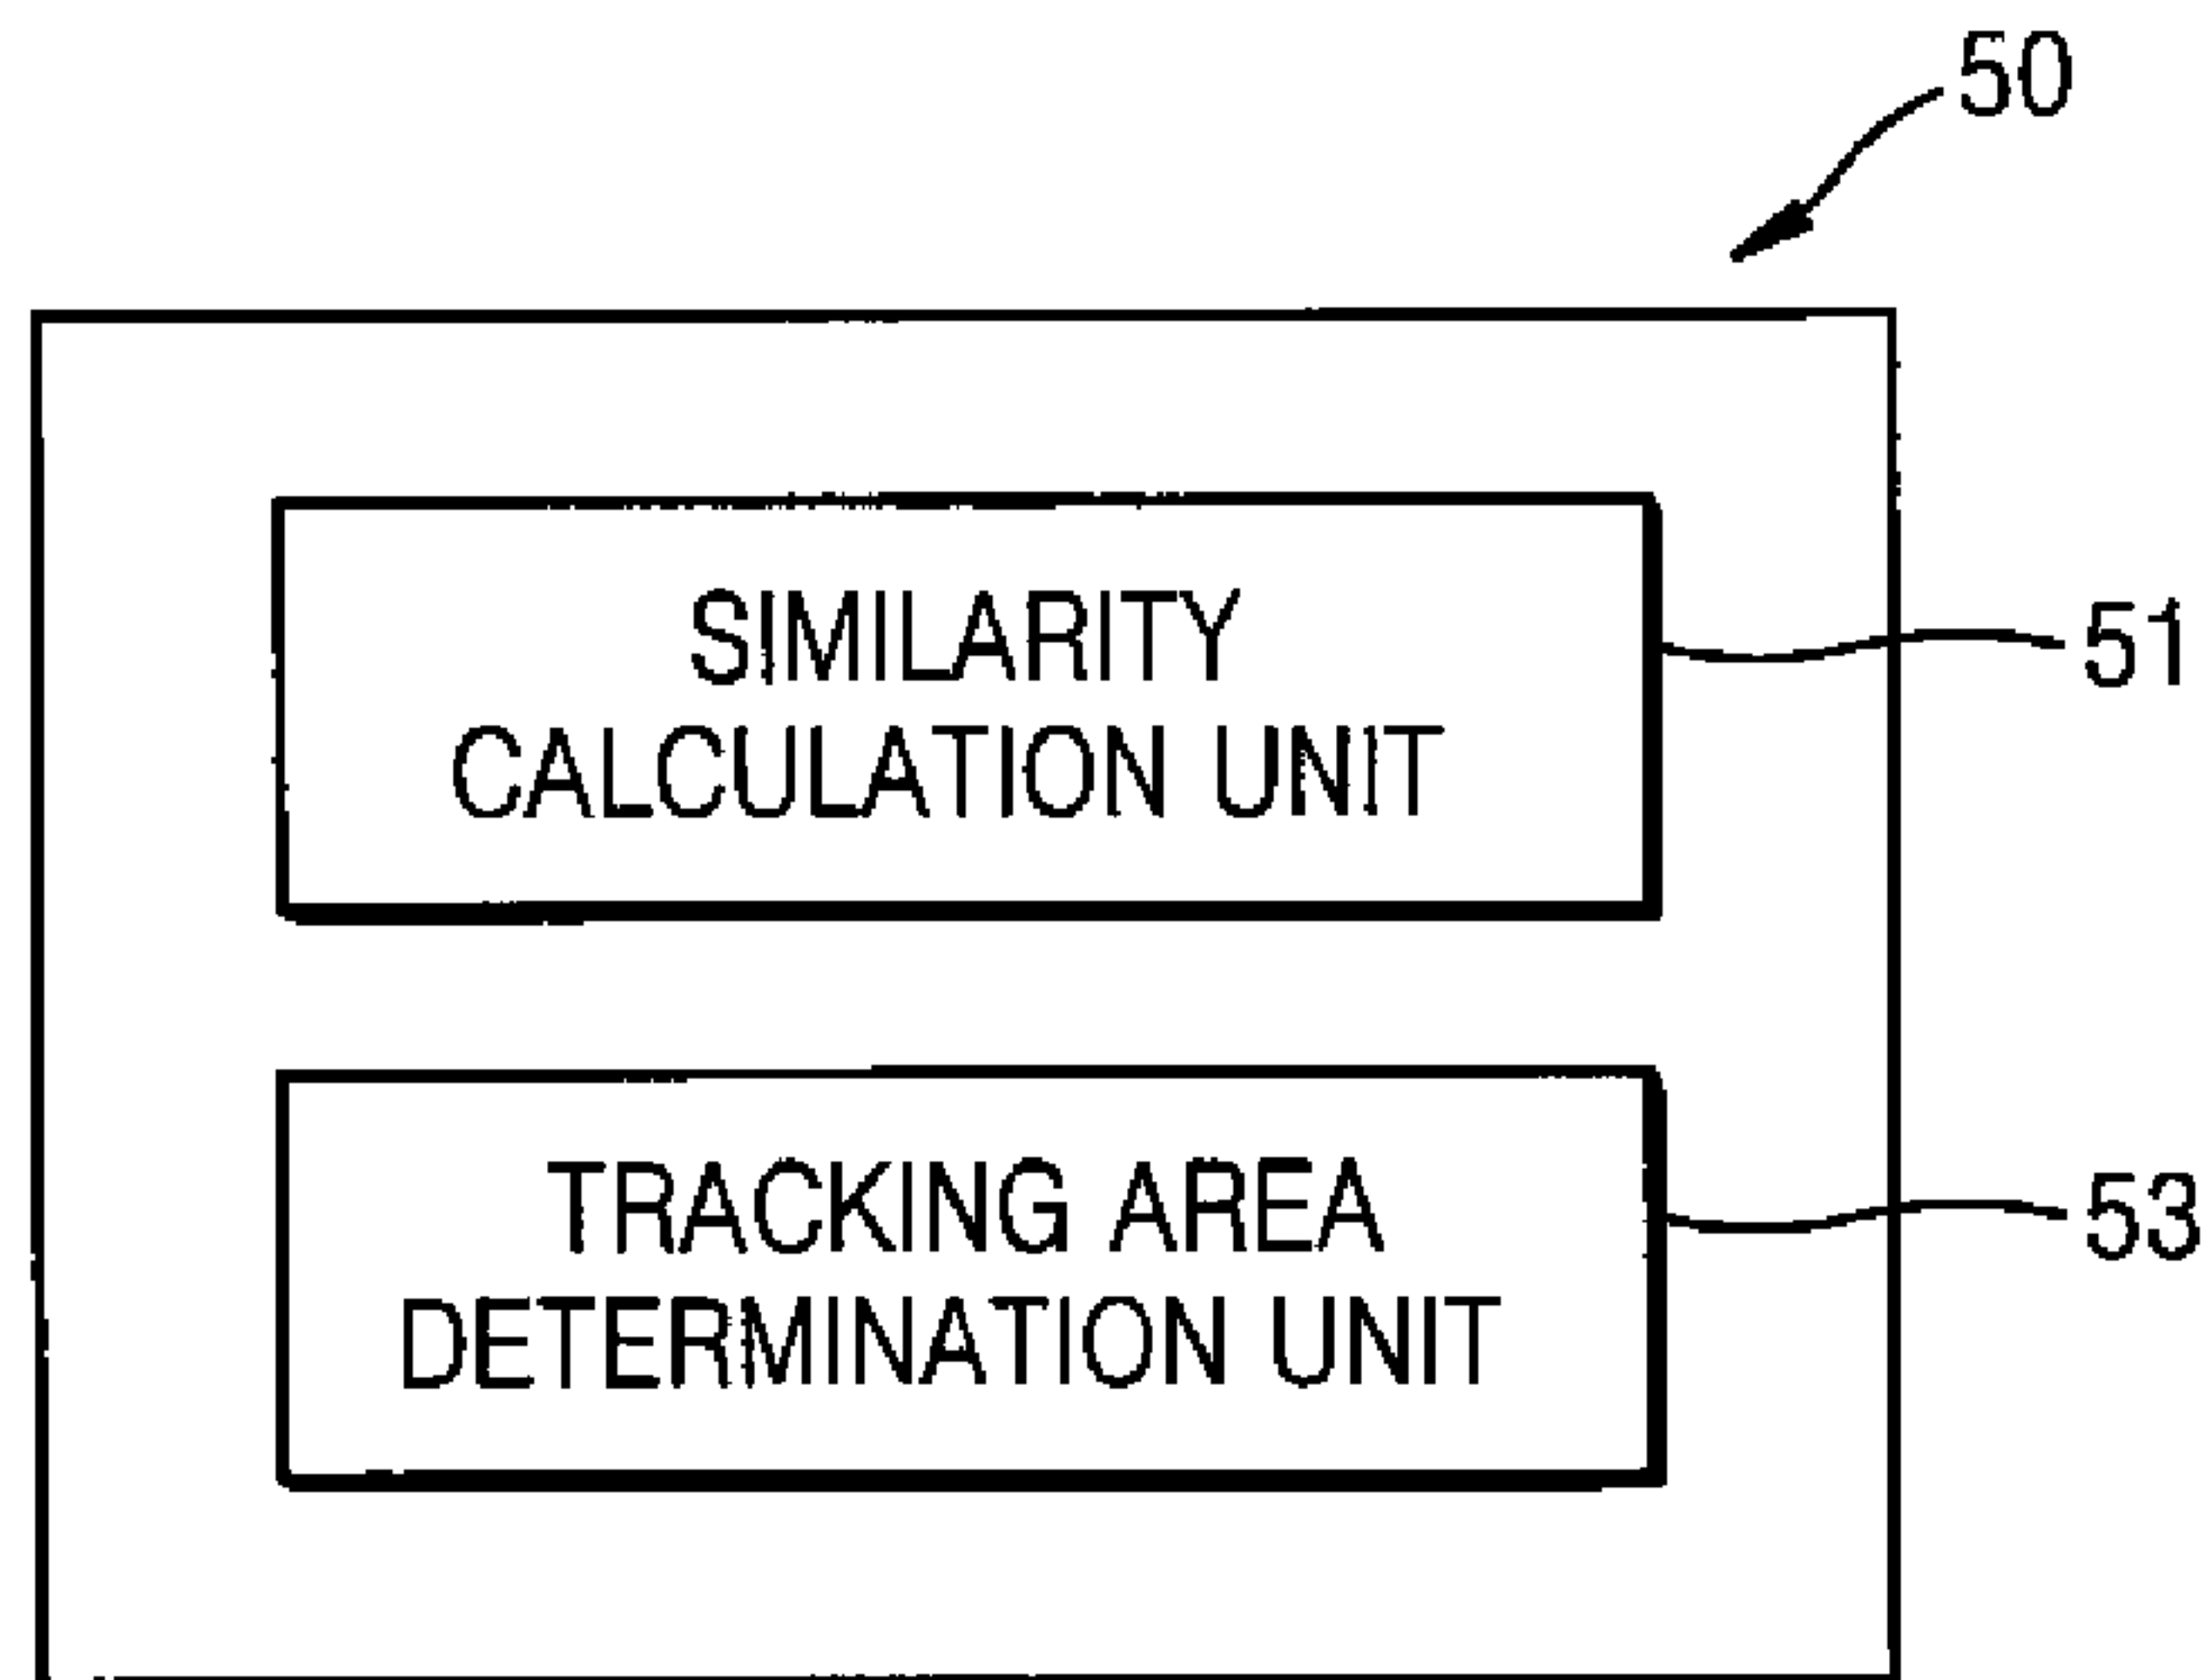 50
SIMILARITY
CALCULATION UNIT
51
TRACKING AREA
DETERMINATION UNIT
53